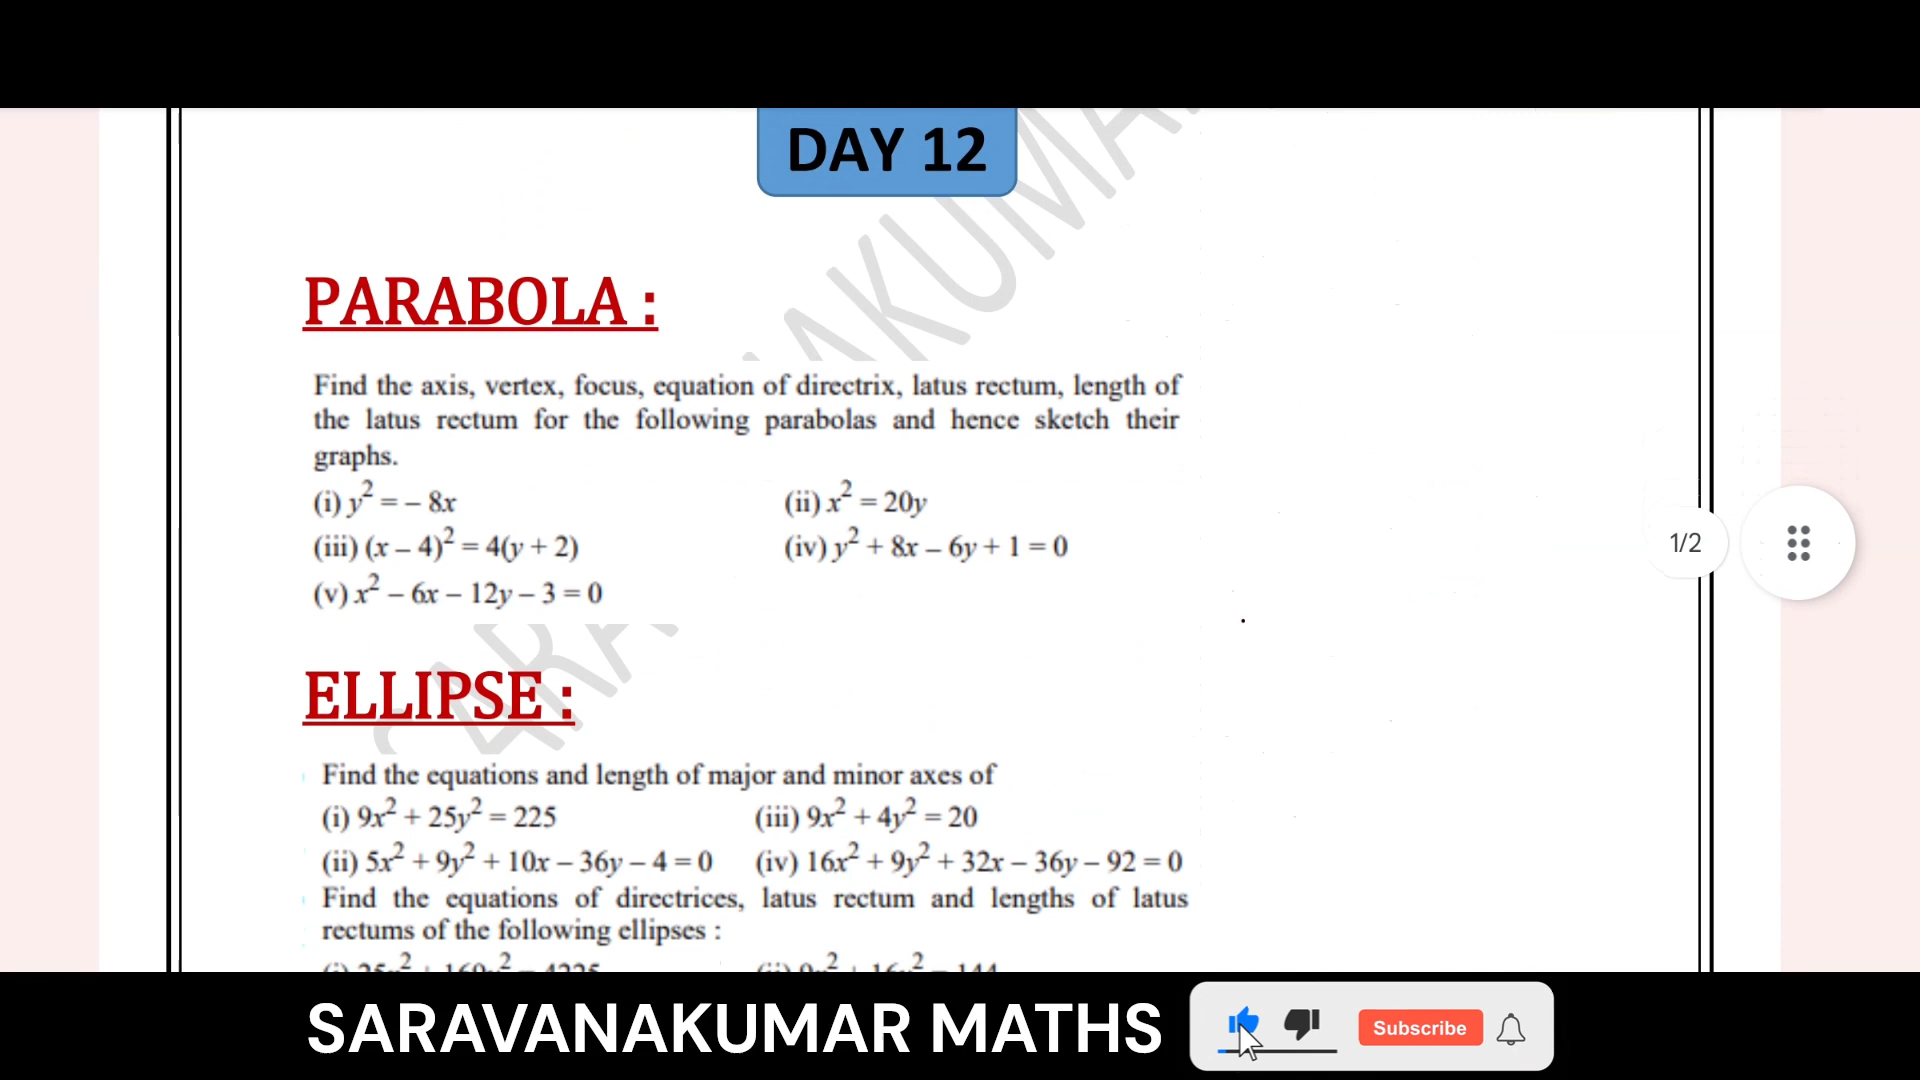 DAY 12
PARABOLA :
Find the axis, vertex, focus, equation of directrix, latus rectum, length of
the latus rectum for the following parabolas and hence sketch their
graphs.
(i) y² = – 8x (ii) x² = 20y
(iii) (x – 4)² = 4(y + 2) (iv) y² + 8x – 6y + 1 = 0
(v) x² – 6x – 12y – 3 = 0
1/2
ELLIPSE :
Find the equations and length of major and minor axes of
(i) 9x² + 25y² = 225 (iii) 9x² + 4y² = 20
(ii) 5x² + 9y² + 10x – 36y – 4 = 0 (iv) 16x² + 9y² + 32x – 36y – 92 = 0
Find the equations of directrices, latus rectum and lengths of latus
rectums of the following ellipses :
SARAVANAKUMAR MATHS
Subscribe